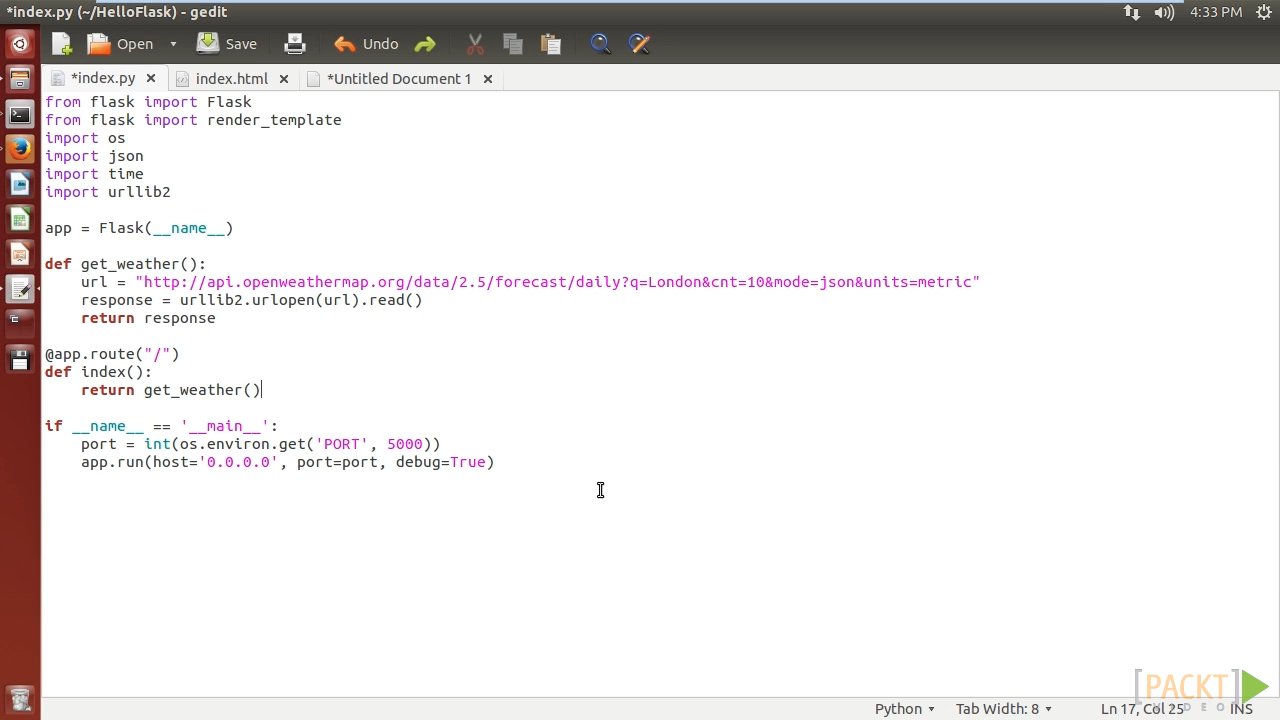 *index.py (~/HelloFlask) - gedit
4:33 PM
Open
Save
Undo
*index.py
index.html
*Untitled Document 1
from flask import Flask
from flask import render_template
import os
import json
import time
import urllib2
app = Flask(__name__)
def get_weather():
    url = "http://api.openweathermap.org/data/2.5/forecast/daily?q=London&cnt=10&mode=json&units=metric"
    response = urllib2.urlopen(url).read()
    return response
@app.route("/")
def index():
    return get_weather()
if __name__ == '__main__':
    port = int(os.environ.get('PORT', 5000))
    app.run(host='0.0.0.0', port=port, debug=True)
[PACKT]
VIDEO
Python
Tab Width: 8
Ln 17, Col 25
INS